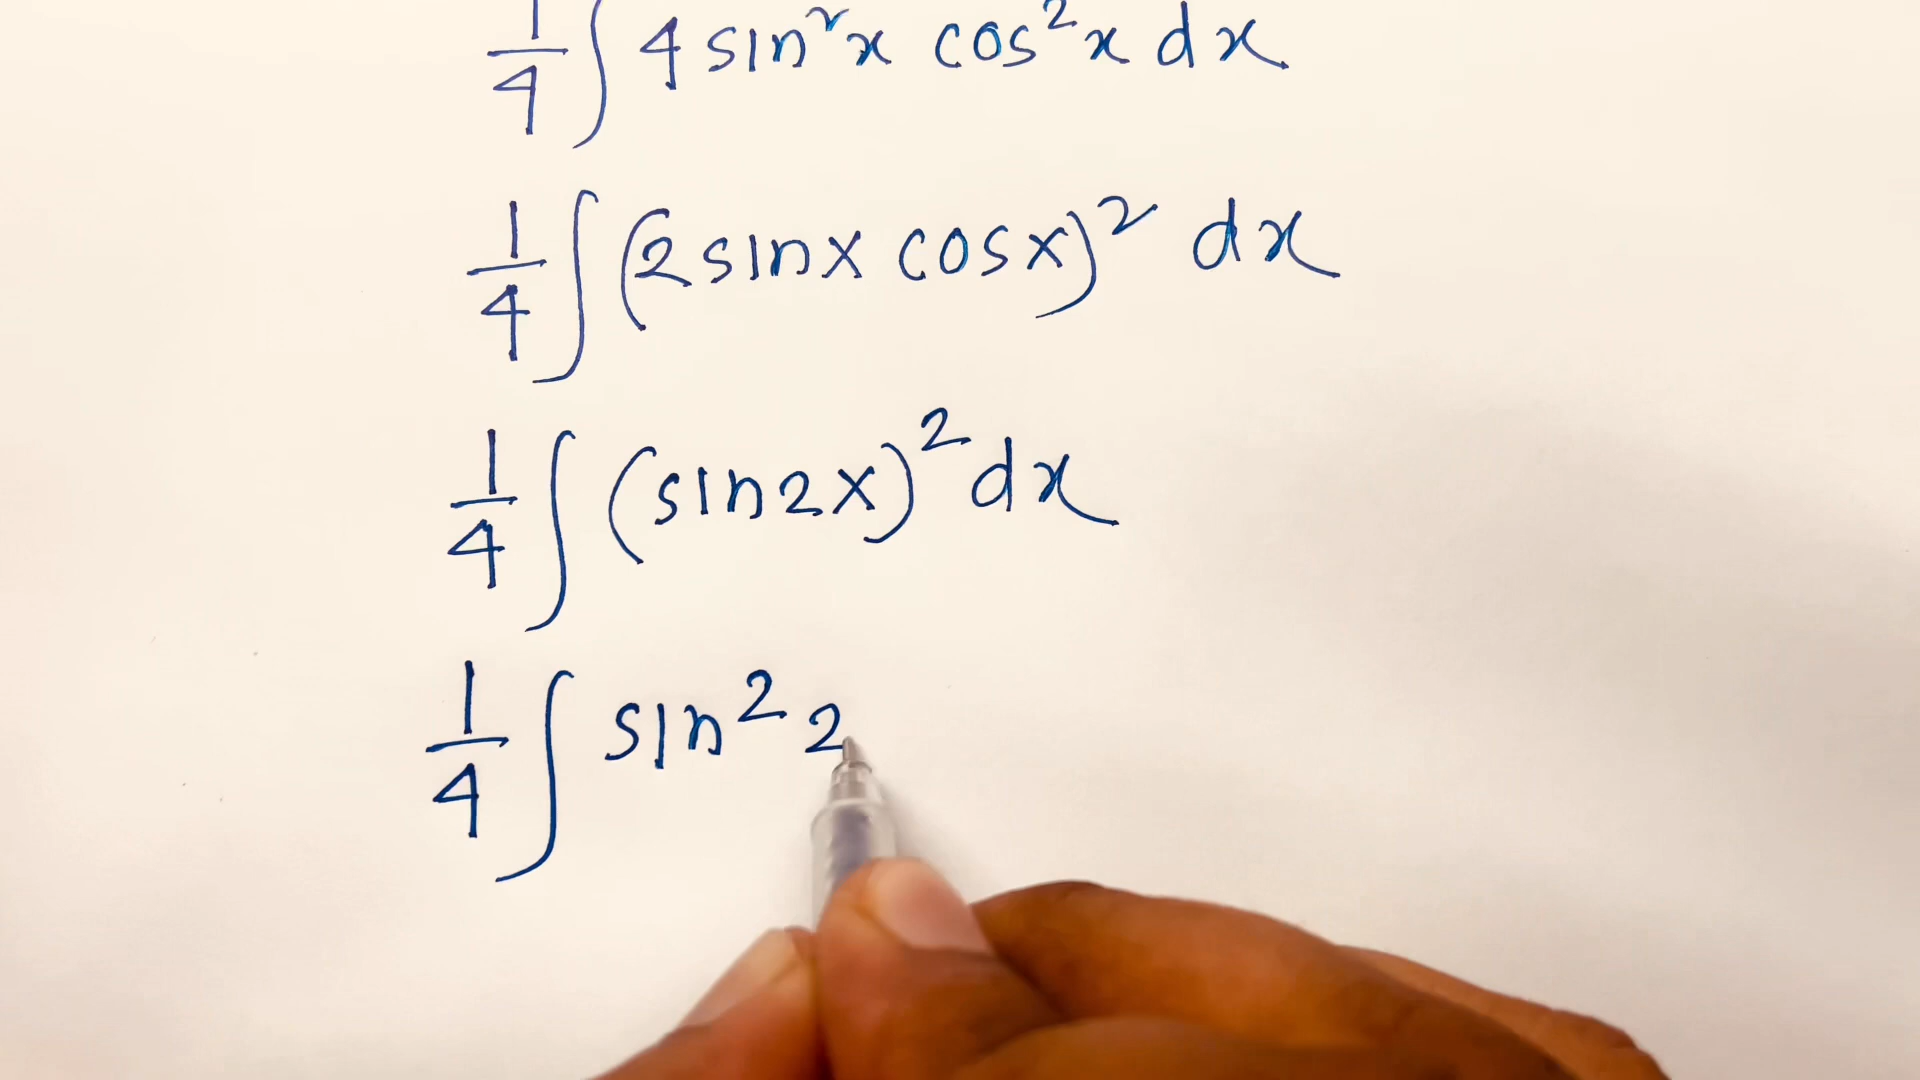 1/4 ∫ 4 sin²x cos²x dx
1/4 ∫ (2 sinx cosx)² dx
1/4 ∫ (sin2x)² dx
1/4 ∫ sin² 2